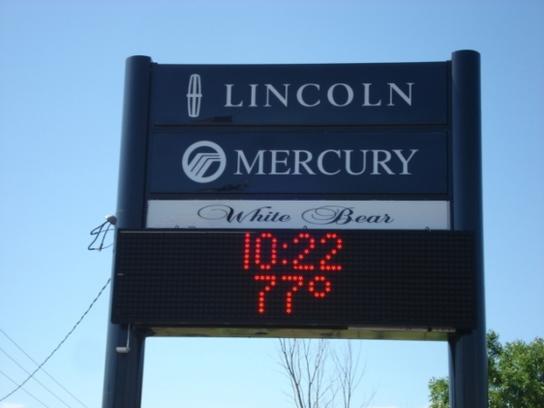 LINCOLN
MERCURY
White Bear
10:22
77°